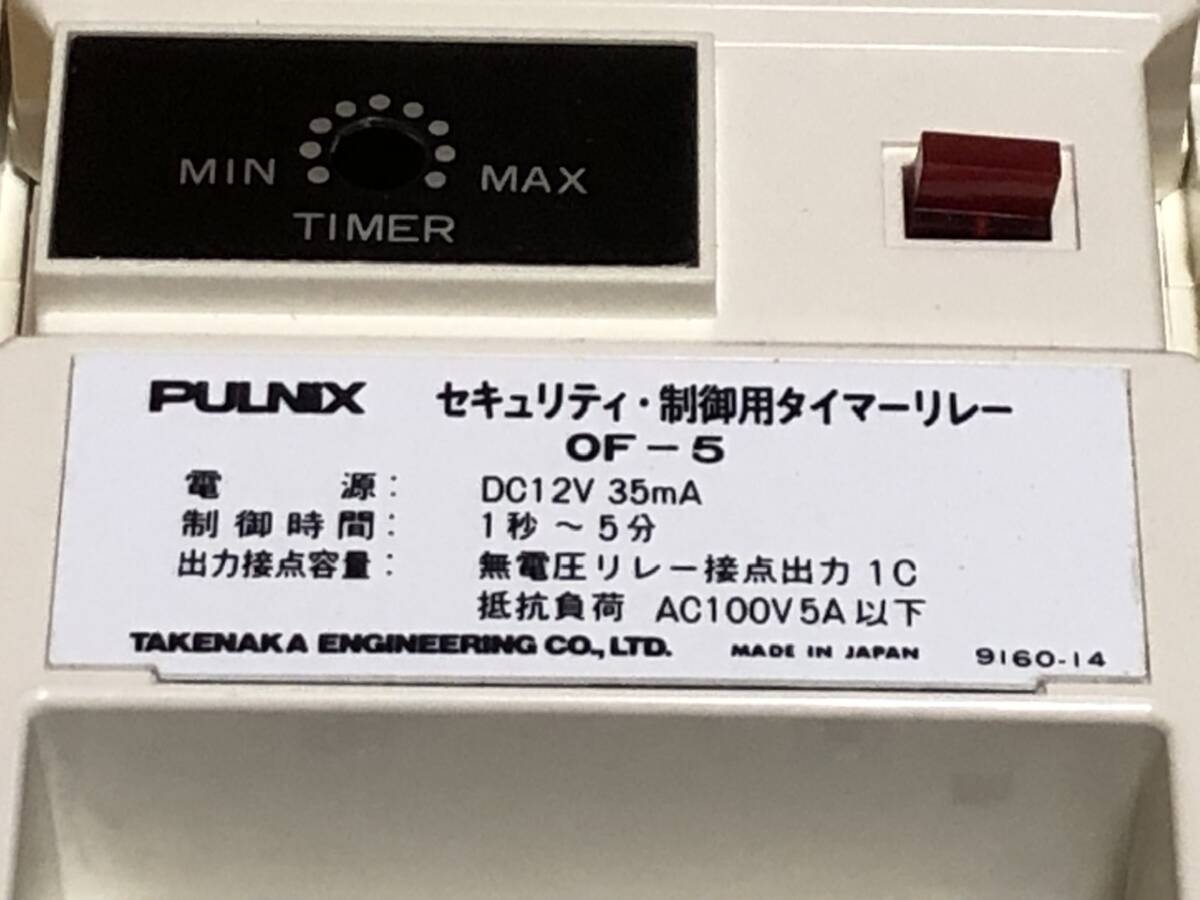 MIN MAX
TIMER
PULNiX セキュリティ・制御用タイマーリレー
OF-5
電源: DC12V 35mA
制御時間: 1秒~5分
出力接点容量: 無電圧リレー接点出力1C
抵抗負荷 AC100V5A以下
TAKENAKA ENGINEERING CO., LTD. MADE IN JAPAN 9160-14